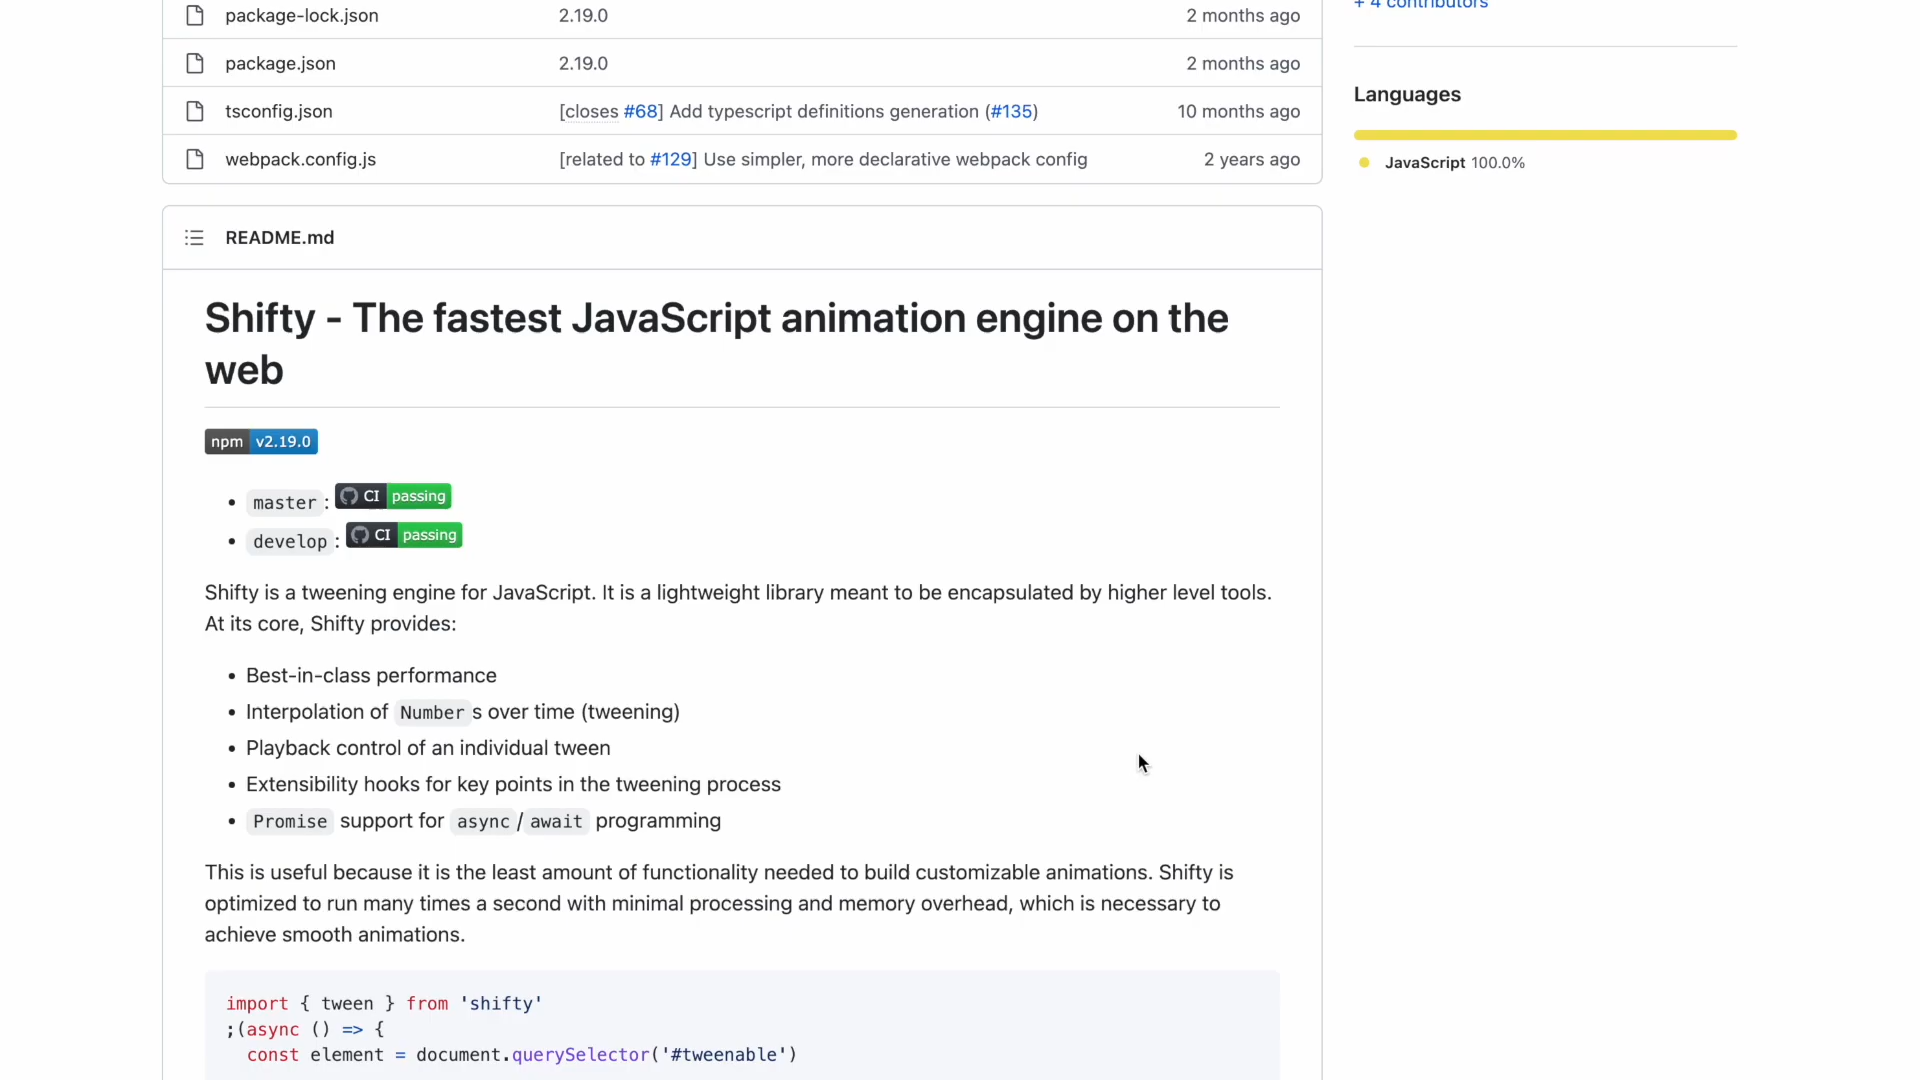 package-lock.json 2.19.0 2 months ago
+ 4 contributors
package.json 2.19.0 2 months ago
tsconfig.json [closes #68] Add typescript definitions generation (#135) 10 months ago
webpack.config.js [related to #129] Use simpler, more declarative webpack config 2 years ago
Languages
JavaScript 100.0%
README.md
Shifty - The fastest JavaScript animation engine on the
web
npm v2.19.0
• master: CI passing
• develop: CI passing
Shifty is a tweening engine for JavaScript. It is a lightweight library meant to be encapsulated by higher level tools.
At its core, Shifty provides:
• Best-in-class performance
• Interpolation of Numbers over time (tweening)
• Playback control of an individual tween
• Extensibility hooks for key points in the tweening process
• Promise support for async/await programming
This is useful because it is the least amount of functionality needed to build customizable animations. Shifty is
optimized to run many times a second with minimal processing and memory overhead, which is necessary to
achieve smooth animations.
import { tween } from 'shifty'
;(async () => {
  const element = document.querySelector('#tweenable')